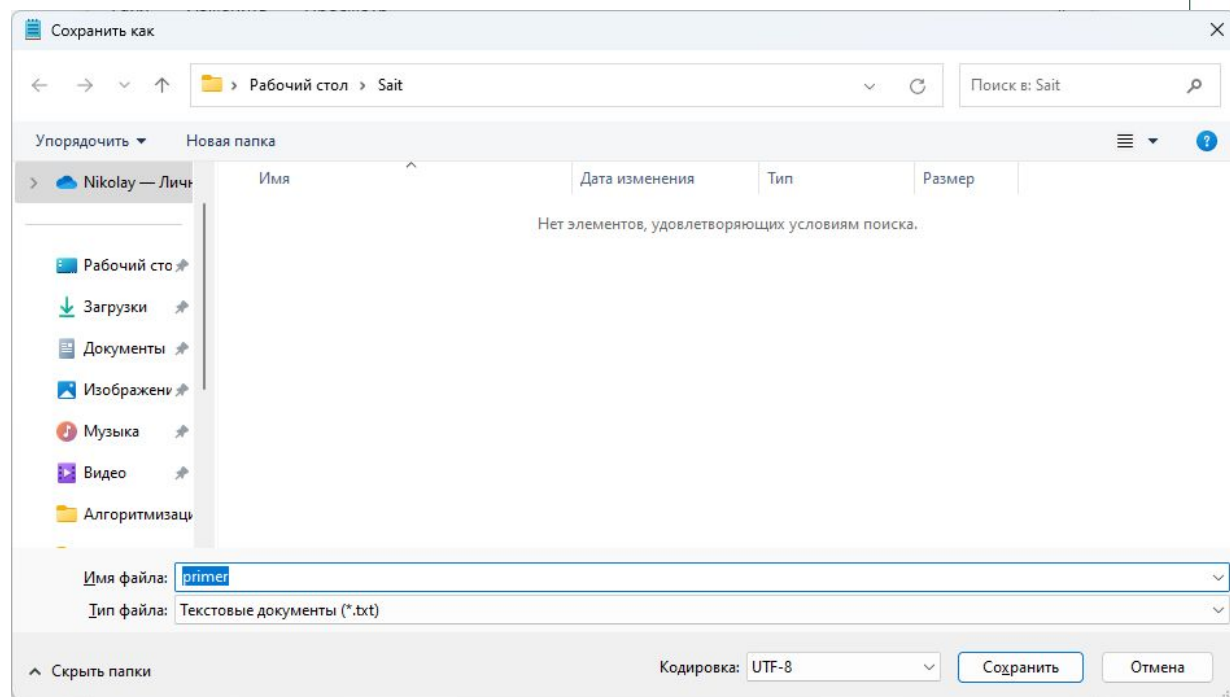 Сохранить как
Рабочий стол > Sait
Поиск в: Sait
Упорядочить
Новая папка
Nikolay — Личн
Имя
Дата изменения
Тип
Размер
Нет элементов, удовлетворяющих условиям поиска.
Рабочий сто
Загрузки
Документы
Изображени
Музыка
Видео
Алгоритмизаци
Имя файла: primer
Тип файла: Текстовые документы (*.txt)
Скрыть папки
Кодировка: UTF-8
Сохранить
Отмена